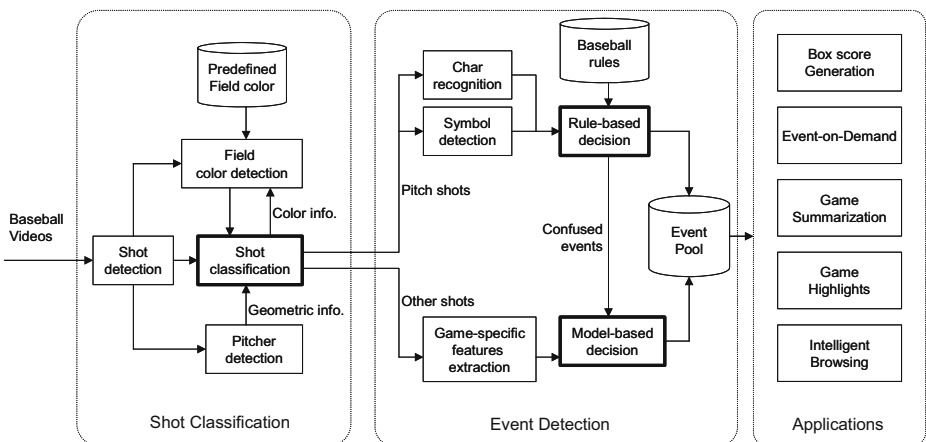 Baseball
Videos
Shot
detection
Predefined
Field color
Field
color detection
Color info.
Shot
classification
Geometric info.
Pitcher
detection
Shot Classification
Char
recognition
Symbol
detection
Pitch shots
Other shots
Game-specific
features
extraction
Baseball
rules
Rule-based
decision
Confused
events
Model-based
decision
Event
Pool
Event Detection
Box score
Generation
Event-on-Demand
Game
Summarization
Game
Highlights
Intelligent
Browsing
Applications